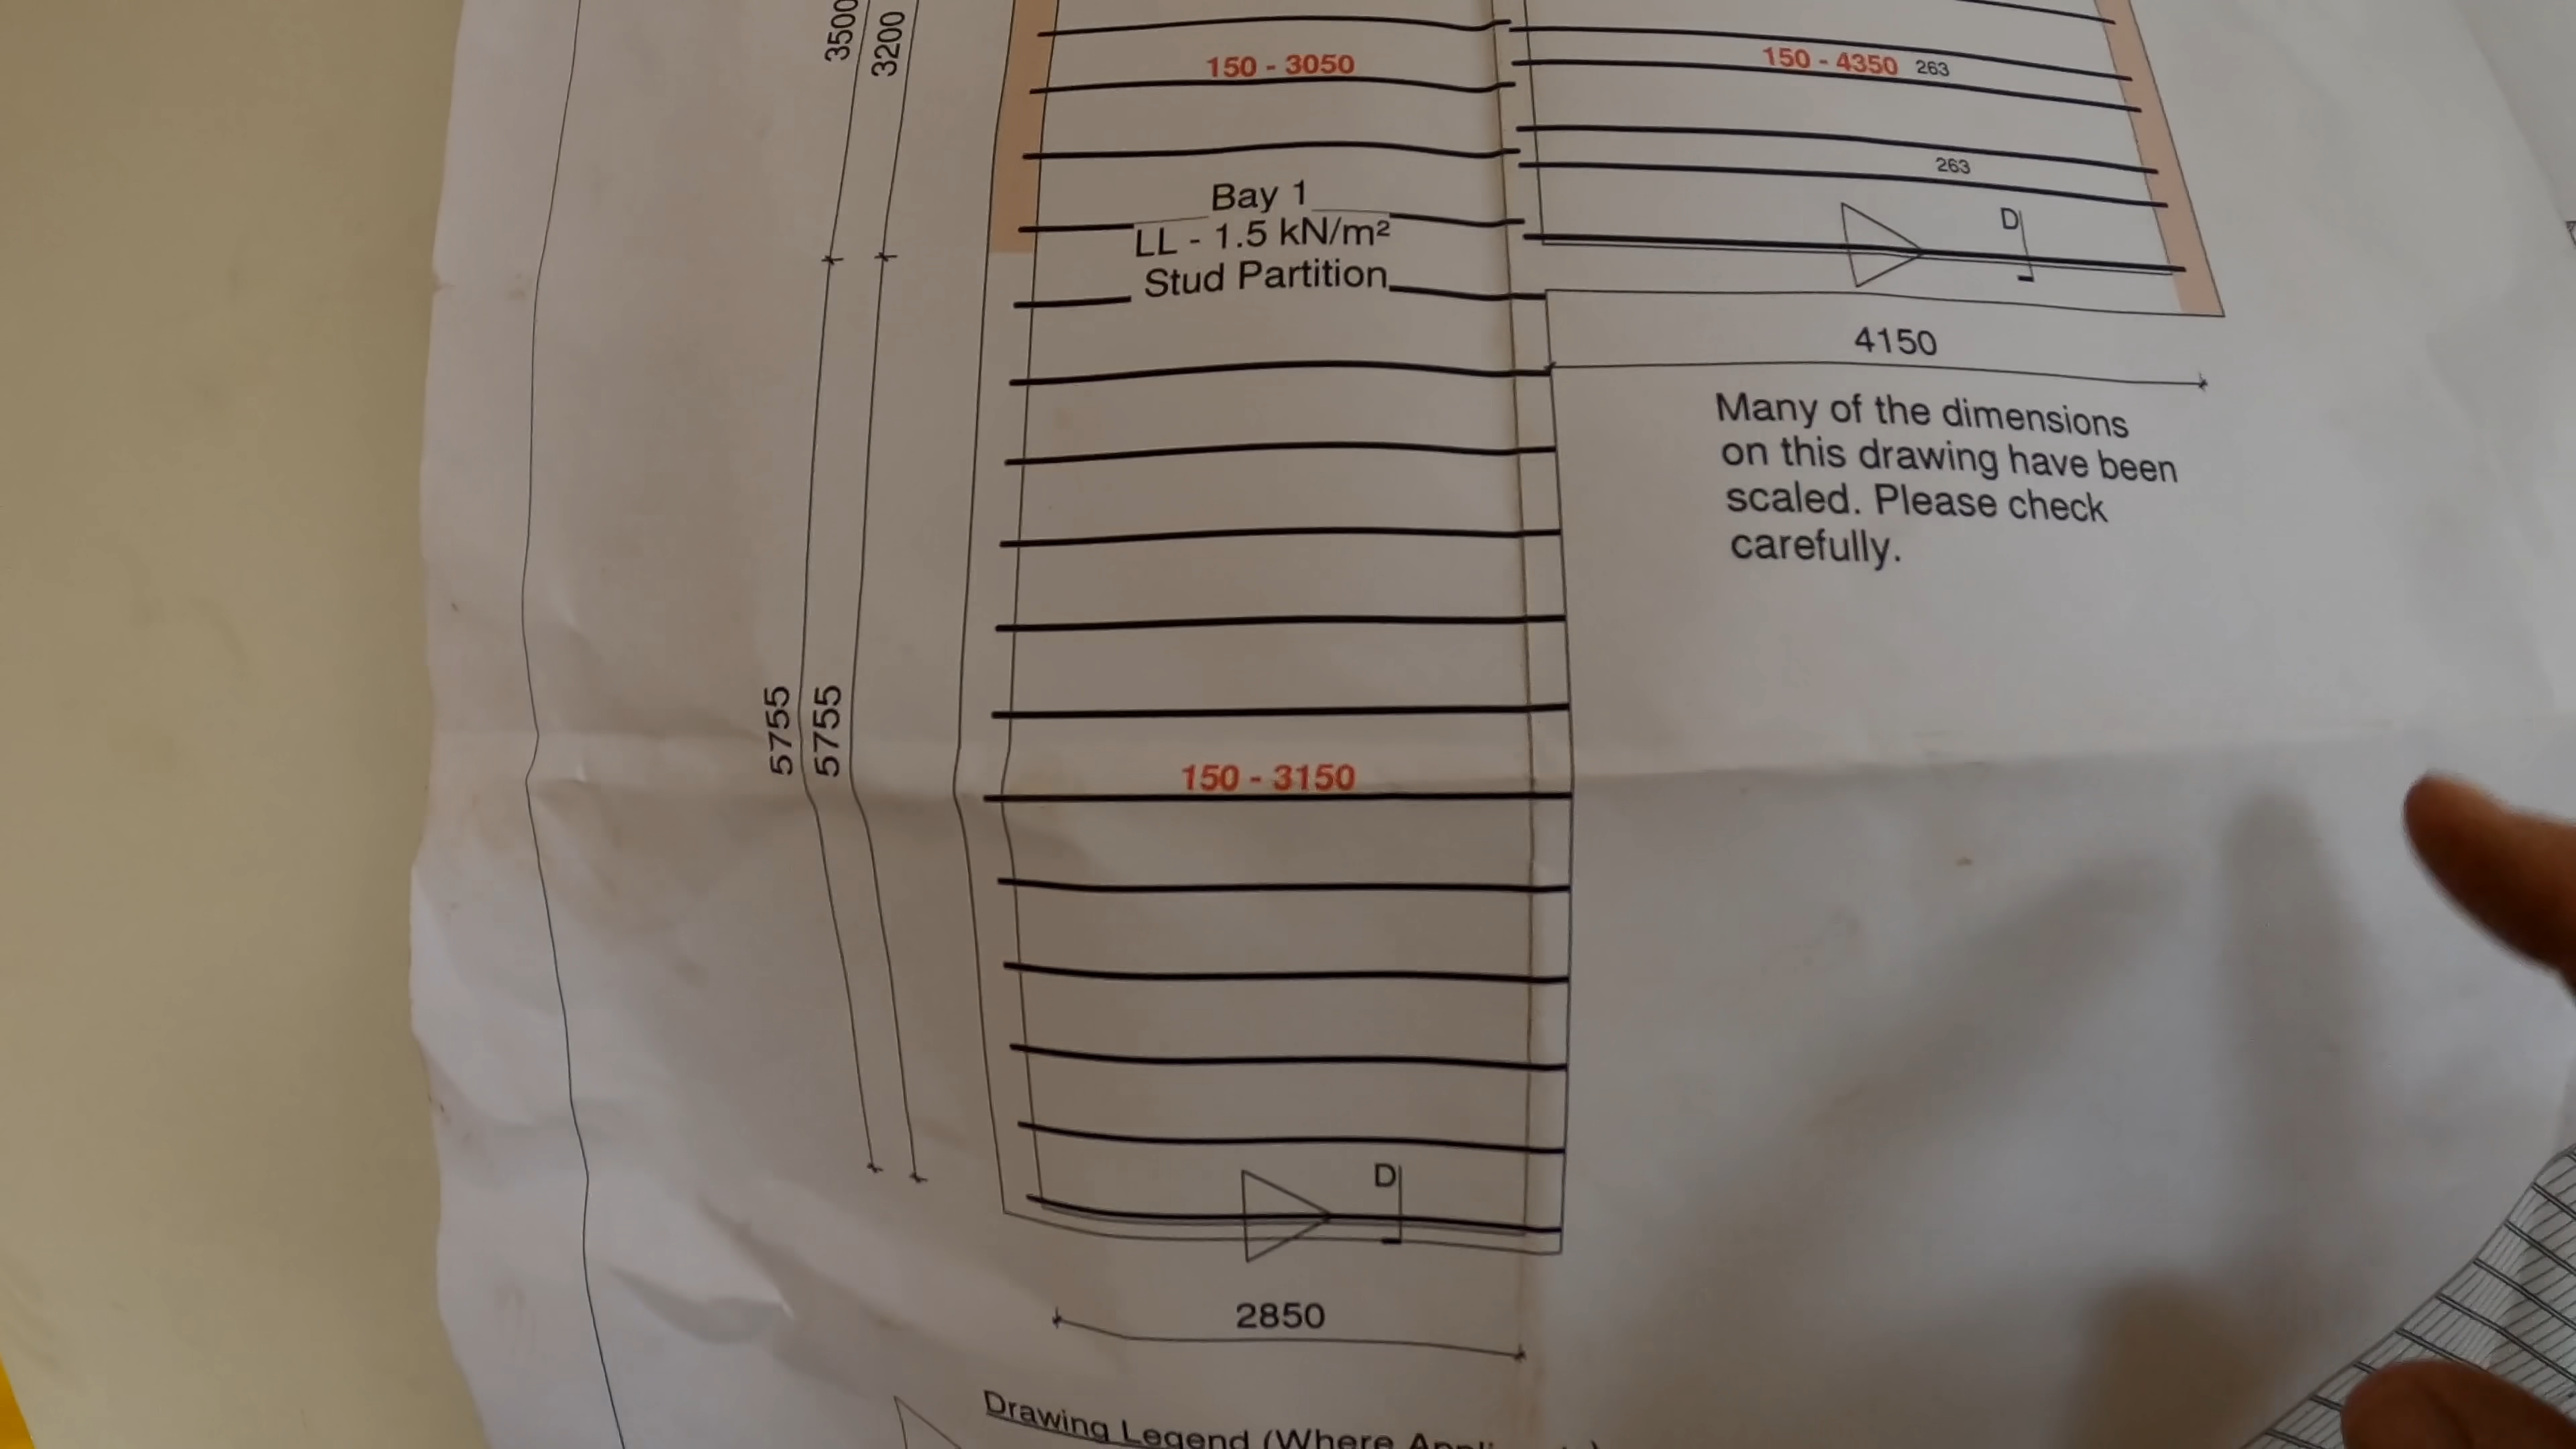 3500
3200
150 - 3050
150 - 4350 263
263
Bay 1
LL - 1.5 kN/m²
Stud Partition
D
4150
Many of the dimensions
on this drawing have been
scaled. Please check
carefully.
5755
5755
150 - 3150
D
2850
Drawing Legend (Where